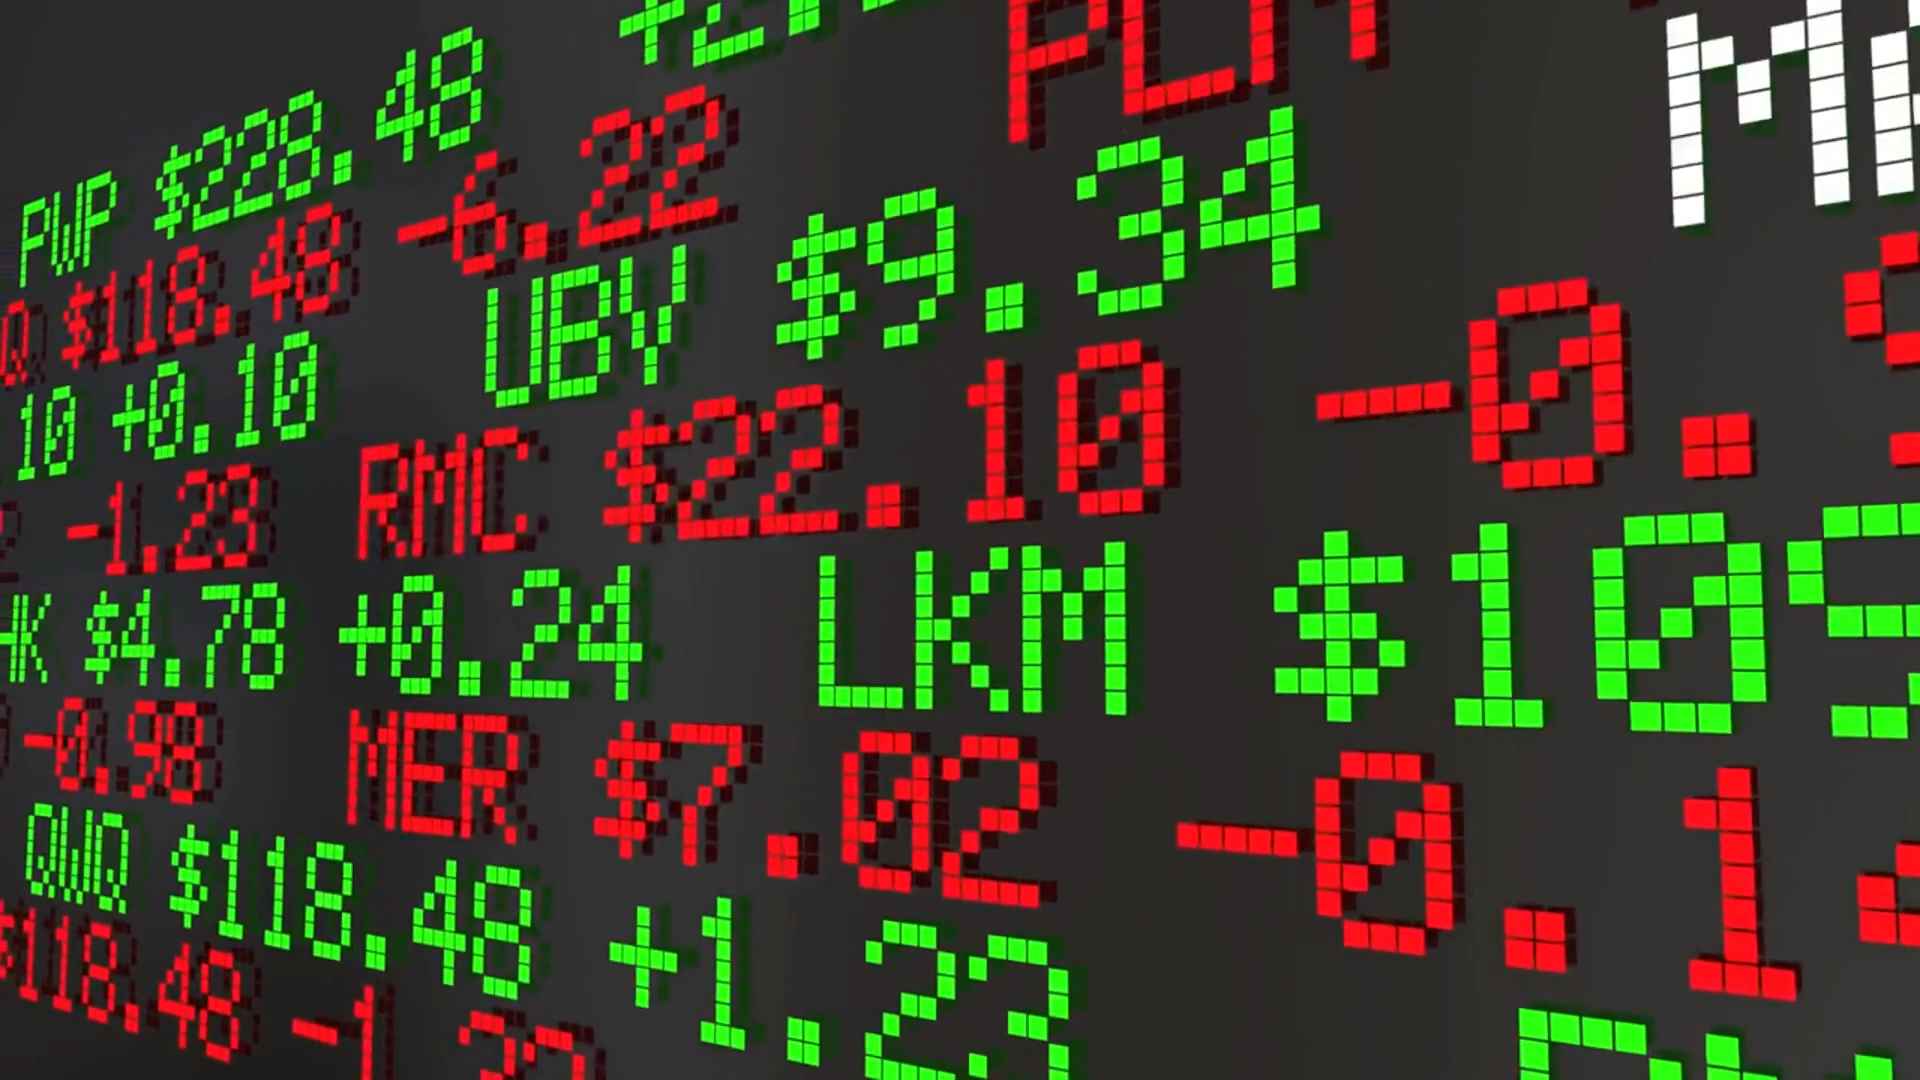 PWP $228.48
-6.22
$118.48
UBV $9.34
10 +0.10
RMC $22.10 -0.
-1.23
LKM $10
$4.78 +0.24
MER $7.02 -0.1
-0.98
QWQ $118.48 +1.23
$118.48